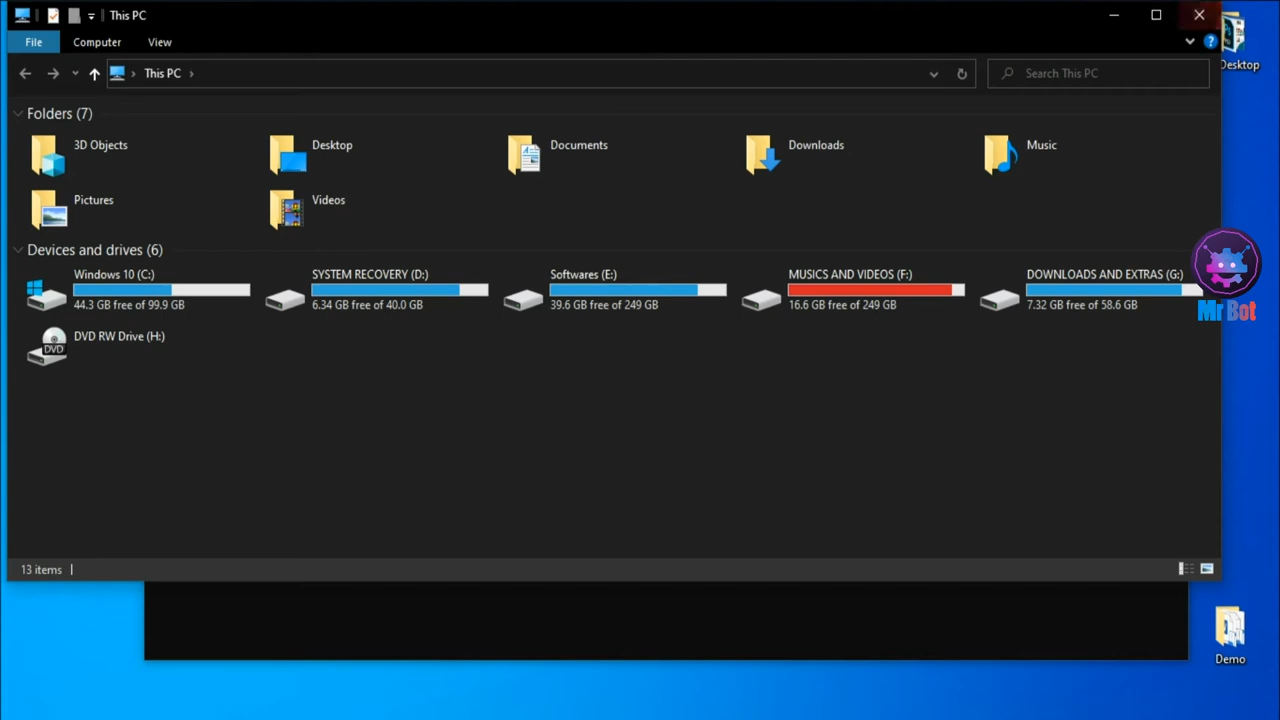 This PC
File Computer View
This PC
Search This PC
Desktop
Folders (7)
3D Objects
Desktop
Documents
Downloads
Music
Pictures
Videos
Devices and drives (6)
Windows 10 (C:)
44.3 GB free of 99.9 GB
SYSTEM RECOVERY (D:)
6.34 GB free of 40.0 GB
Softwares (E:)
39.6 GB free of 249 GB
MUSICS AND VIDEOS (F:)
16.6 GB free of 249 GB
DOWNLOADS AND EXTRAS (G:)
7.32 GB free of 58.6 GB
Mr Bot
DVD
DVD RW Drive (H:)
13 items
Demo